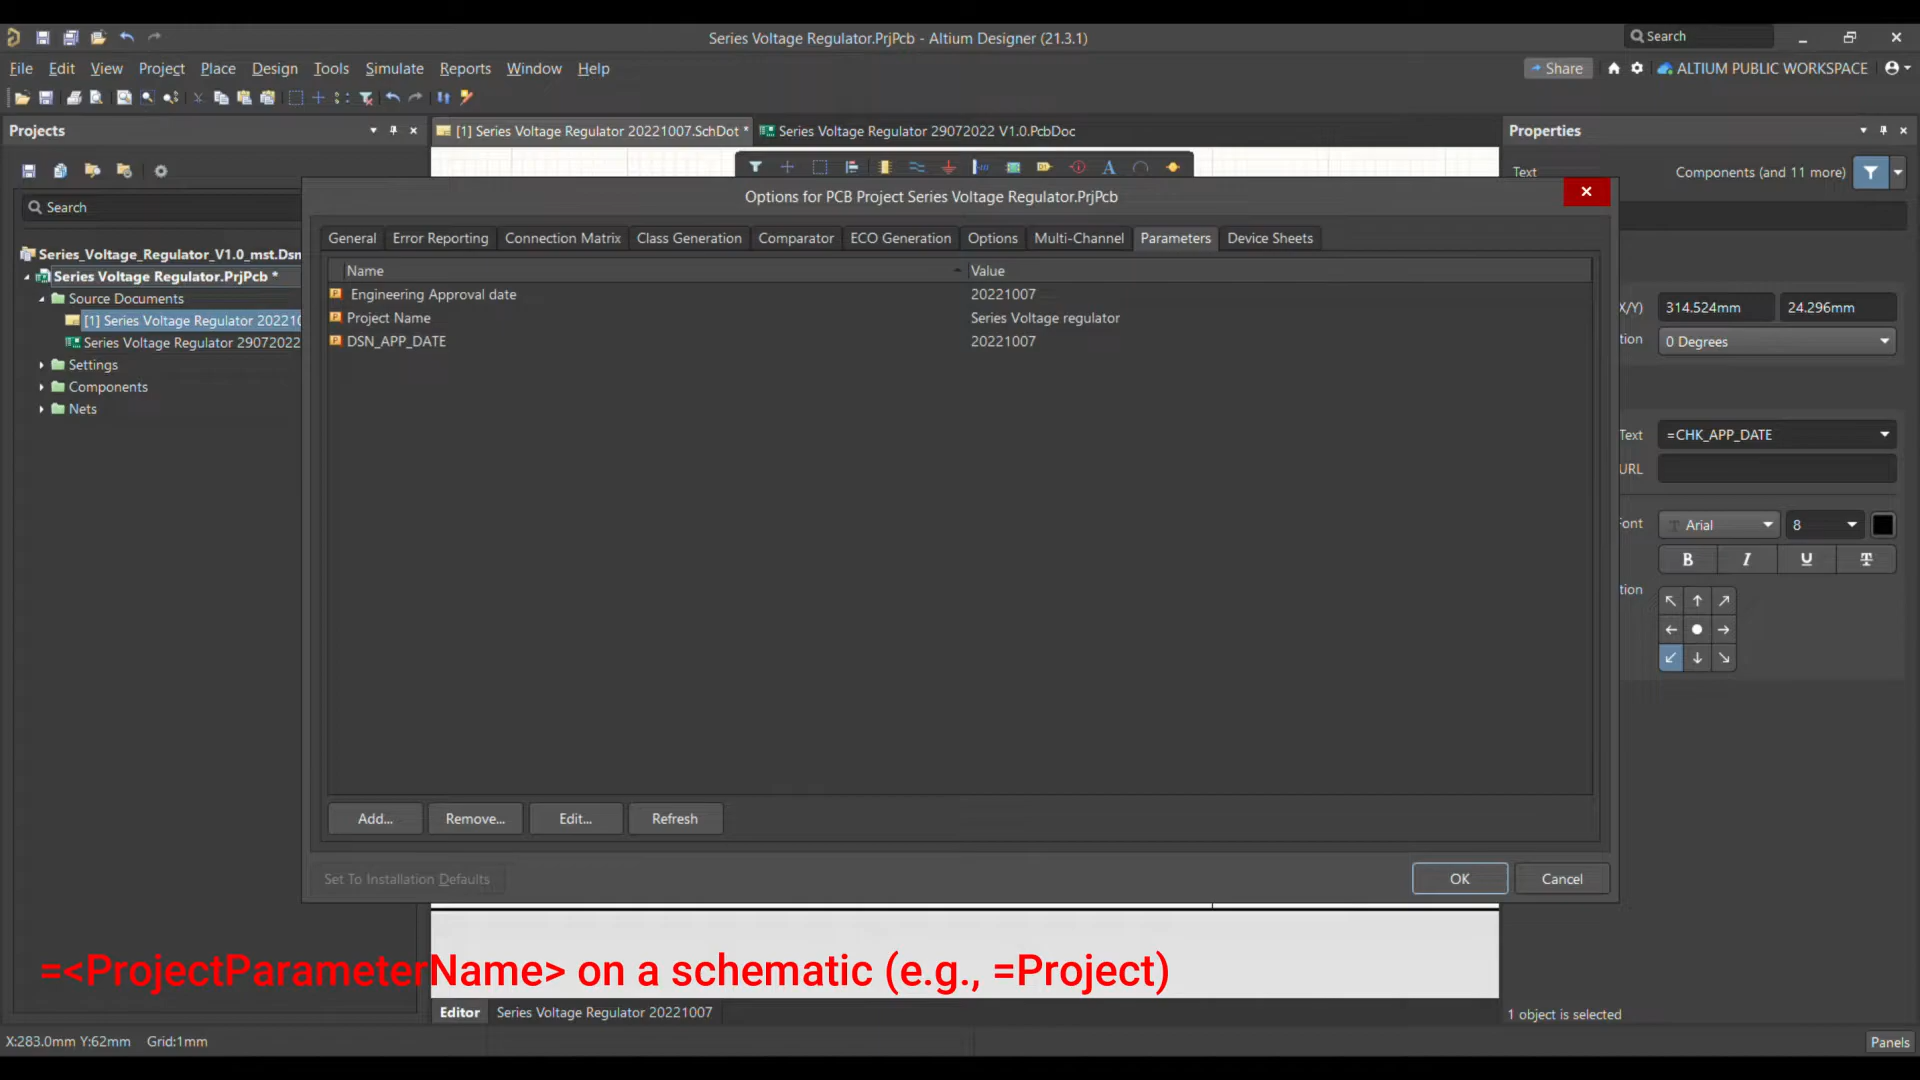 Series Voltage Regulator.PrjPcb - Altium Designer (21.3.1)
Search
File Edit View Project Place Design Tools Simulate Reports Window Help
Share
ALTIUM PUBLIC WORKSPACE
Projects
[1] Series Voltage Regulator 20221007.SchDot *
Series Voltage Regulator 29072022 V1.0.PcbDoc
Properties
Text
Components (and 11 more)
Search
Series_Voltage_Regulator_V1.0_mst.Dsn
Series Voltage Regulator.PrjPcb *
Source Documents
[1] Series Voltage Regulator 202210
Series Voltage Regulator 29072022
Settings
Components
Nets
Options for PCB Project Series Voltage Regulator.PrjPcb
General Error Reporting Connection Matrix Class Generation Comparator ECO Generation Options Multi-Channel Parameters Device Sheets
Name Value
Engineering Approval date 20221007
Project Name Series Voltage regulator
DSN_APP_DATE 20221007
Add... Remove... Edit... Refresh
Set To Installation Defaults
OK Cancel
X/Y) 314.524mm 24.296mm
tion 0 Degrees
Text =CHK_APP_DATE
URL
Font Arial 8
B I U T
tion
=<ProjectParameterName> on a schematic (e.g., =Project)
Editor Series Voltage Regulator 20221007
1 object is selected
X:283.0mm Y:62mm Grid:1mm
Panels